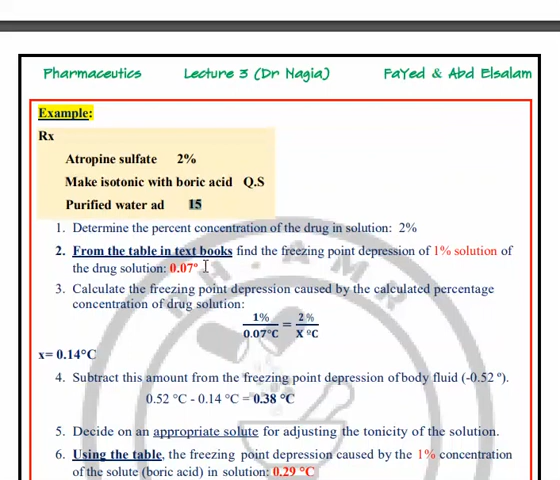 Pharmaceutics Lecture 3 (Dr Nagia) FaYed & Abd Elsalam
Example:
Rx
Atropine sulfate 2%
Make isotonic with boric acid Q.S
Purified water ad 15
1. Determine the percent concentration of the drug in solution: 2%
2. From the table in text books find the freezing point depression of 1% solution of
the drug solution: 0.07º
3. Calculate the freezing point depression caused by the calculated percentage
concentration of drug solution:
1% / 0.07°C = 2% / X °C
x= 0.14°C
4. Subtract this amount from the freezing point depression of body fluid (-0.52 º).
0.52 °C - 0.14 °C = 0.38 °C
5. Decide on an appropriate solute for adjusting the tonicity of the solution.
6. Using the table, the freezing point depression caused by the 1% concentration
of the solute (boric acid) in solution: 0.29 °C